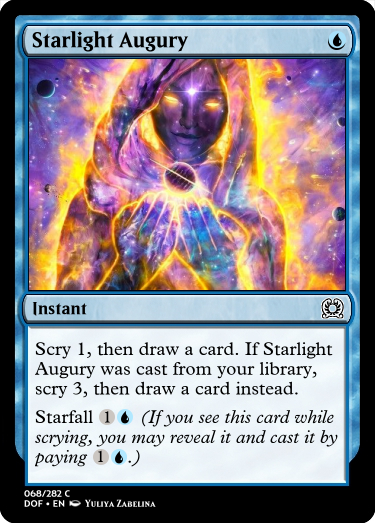 Starlight Augury
Instant
Scry 1, then draw a card. If Starlight
Augury was cast from your library,
scry 3, then draw a card instead.
Starfall 1 (If you see this card while
scrying, you may reveal it and cast it by
paying 1.)
068/282 C
DOF • EN Yuliya Zabelina